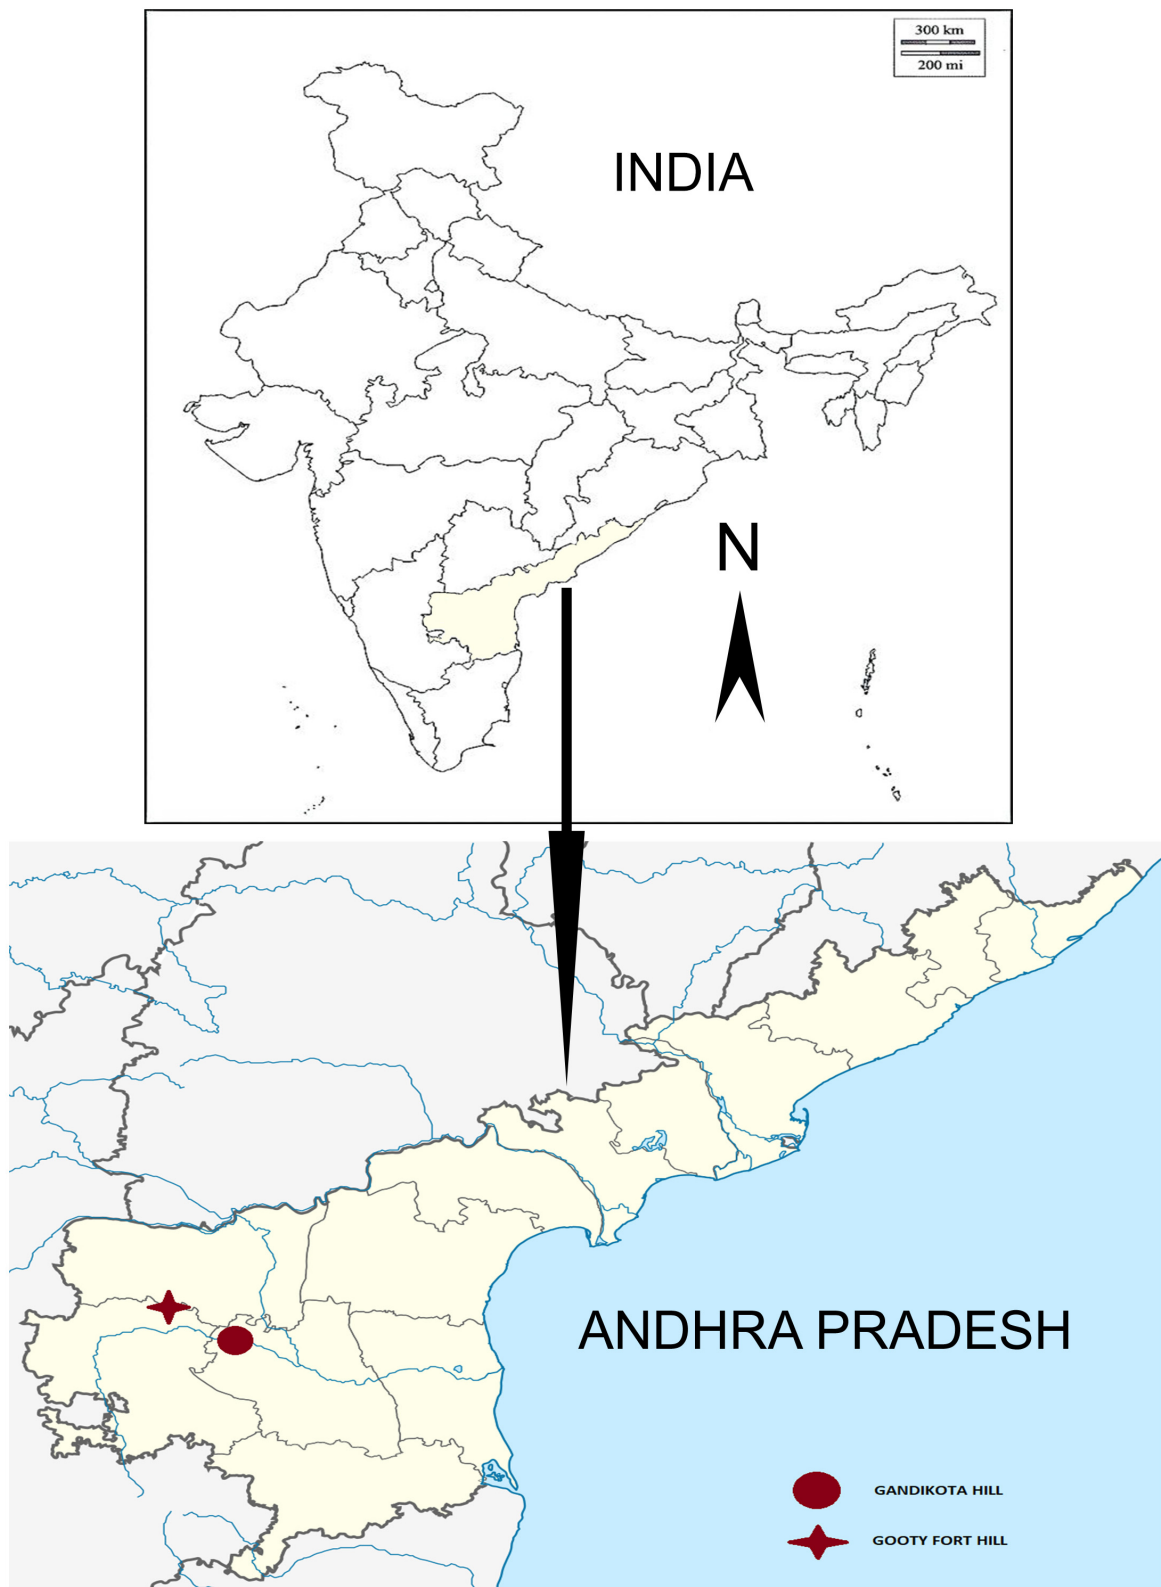 300 km
200 mi
INDIA
N
ANDHRA PRADESH
GANDIKOTA HILL
GOOTY FORT HILL